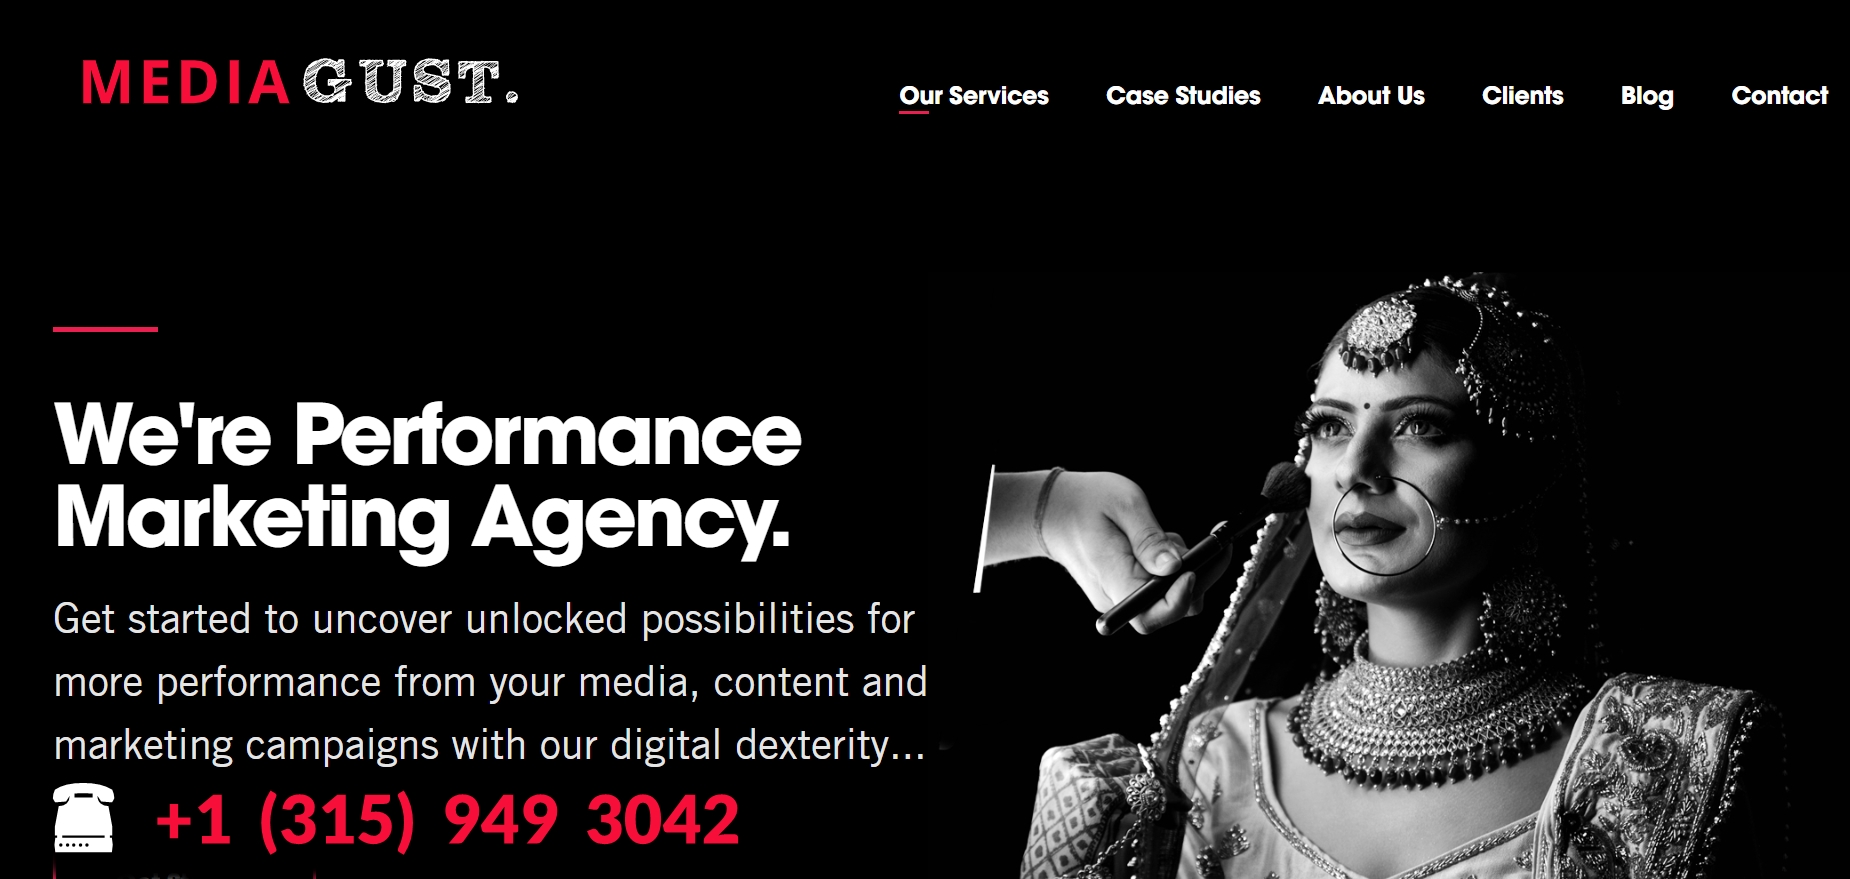 MEDIA GUST.
Our Services Case Studies About Us Clients Blog Contact
We're Performance
Marketing Agency.
Get started to uncover unlocked possibilities for
more performance from your media, content and
marketing campaigns with our digital dexterity...
+1 (315) 949 3042